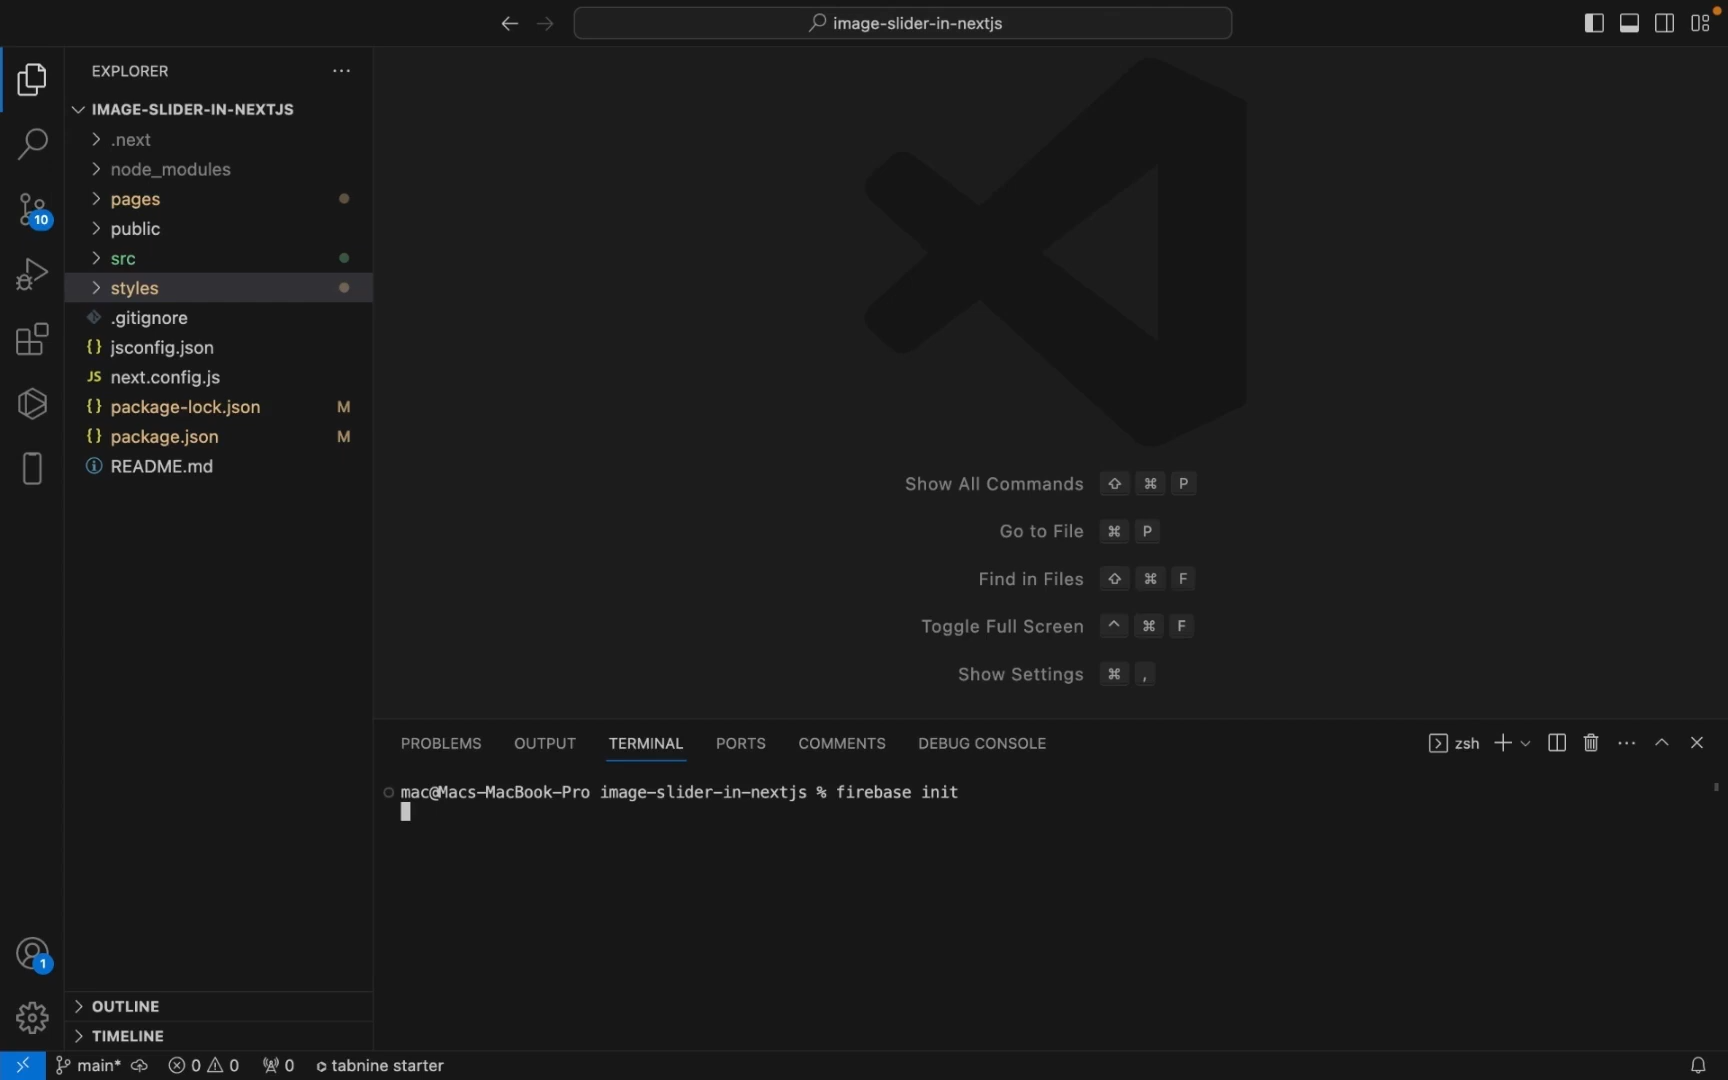 image-slider-in-nextjs
EXPLORER
IMAGE-SLIDER-IN-NEXTJS
.next
node_modules
pages
public
src
styles
.gitignore
{} jsconfig.json
JS next.config.js
{} package-lock.json M
{} package.json M
README.md
10
1
OUTLINE
TIMELINE
Show All Commands ⇧ ⌘ P
Go to File ⌘ P
Find in Files ⇧ ⌘ F
Toggle Full Screen ^ ⌘ F
Show Settings ⌘ ,
PROBLEMS OUTPUT TERMINAL PORTS COMMENTS DEBUG CONSOLE
zsh
mac@Macs-MacBook-Pro image-slider-in-nextjs % firebase init
main* 0 0 0 tabnine starter